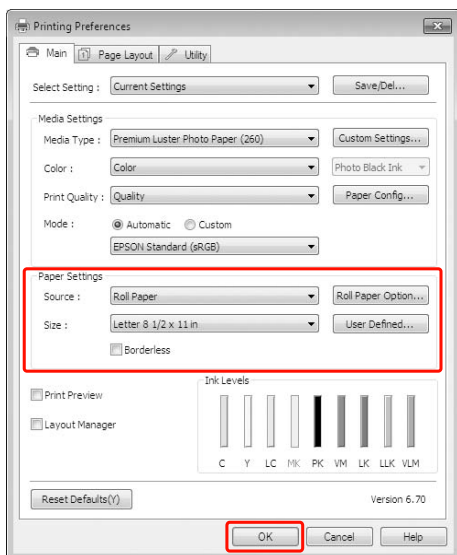 Printing Preferences
Main 1 Page Layout Utility
Select Setting : Current Settings Save/Del...
Media Settings
Media Type : Premium Luster Photo Paper (260) Custom Settings...
Color : Color Photo Black Ink
Print Quality : Quality Paper Config...
Mode : Automatic Custom
EPSON Standard (sRGB)
Paper Settings
Source : Roll Paper Roll Paper Option...
Size : Letter 8 1/2 x 11 in User Defined...
Borderless
Ink Levels
Print Preview
Layout Manager
C Y LC MK PK VM LK LLK VLM
Reset Defaults(Y) Version 6.70
OK Cancel Help